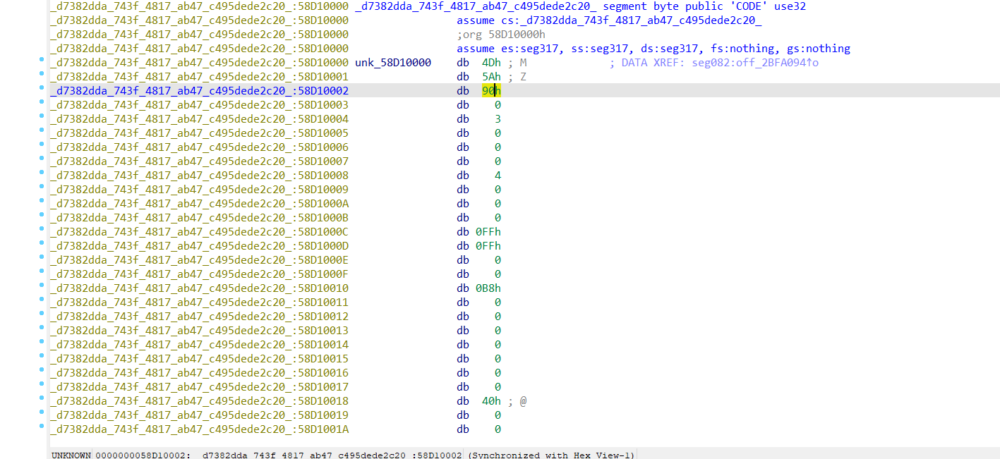 _d7382dda_743f_4817_ab47_c495dede2c20_:58D10000 _d7382dda_743f_4817_ab47_c495dede2c20_ segment byte public 'CODE' use32
_d7382dda_743f_4817_ab47_c495dede2c20_:58D10000 assume cs:_d7382dda_743f_4817_ab47_c495dede2c20_
_d7382dda_743f_4817_ab47_c495dede2c20_:58D10000 ;org 58D10000h
_d7382dda_743f_4817_ab47_c495dede2c20_:58D10000 assume es:seg317, ss:seg317, ds:seg317, fs:nothing, gs:nothing
_d7382dda_743f_4817_ab47_c495dede2c20_:58D10000 unk_58D10000 db 4Dh ; M ; DATA XREF: seg082:off_2BFA094↑o
_d7382dda_743f_4817_ab47_c495dede2c20_:58D10001 db 5Ah ; Z
_d7382dda_743f_4817_ab47_c495dede2c20_:58D10002 db 90h
_d7382dda_743f_4817_ab47_c495dede2c20_:58D10003 db 0
_d7382dda_743f_4817_ab47_c495dede2c20_:58D10004 db 3
_d7382dda_743f_4817_ab47_c495dede2c20_:58D10005 db 0
_d7382dda_743f_4817_ab47_c495dede2c20_:58D10006 db 0
_d7382dda_743f_4817_ab47_c495dede2c20_:58D10007 db 0
_d7382dda_743f_4817_ab47_c495dede2c20_:58D10008 db 4
_d7382dda_743f_4817_ab47_c495dede2c20_:58D10009 db 0
_d7382dda_743f_4817_ab47_c495dede2c20_:58D1000A db 0
_d7382dda_743f_4817_ab47_c495dede2c20_:58D1000B db 0
_d7382dda_743f_4817_ab47_c495dede2c20_:58D1000C db 0FFh
_d7382dda_743f_4817_ab47_c495dede2c20_:58D1000D db 0FFh
_d7382dda_743f_4817_ab47_c495dede2c20_:58D1000E db 0
_d7382dda_743f_4817_ab47_c495dede2c20_:58D1000F db 0
_d7382dda_743f_4817_ab47_c495dede2c20_:58D10010 db 0B8h
_d7382dda_743f_4817_ab47_c495dede2c20_:58D10011 db 0
_d7382dda_743f_4817_ab47_c495dede2c20_:58D10012 db 0
_d7382dda_743f_4817_ab47_c495dede2c20_:58D10013 db 0
_d7382dda_743f_4817_ab47_c495dede2c20_:58D10014 db 0
_d7382dda_743f_4817_ab47_c495dede2c20_:58D10015 db 0
_d7382dda_743f_4817_ab47_c495dede2c20_:58D10016 db 0
_d7382dda_743f_4817_ab47_c495dede2c20_:58D10017 db 0
_d7382dda_743f_4817_ab47_c495dede2c20_:58D10018 db 40h ; @
_d7382dda_743f_4817_ab47_c495dede2c20_:58D10019 db 0
_d7382dda_743f_4817_ab47_c495dede2c20_:58D1001A db 0
UNKNOWN 0000000058D10002: _d7382dda_743f_4817_ab47_c495dede2c20_:58D10002 (Synchronized with Hex View-1)